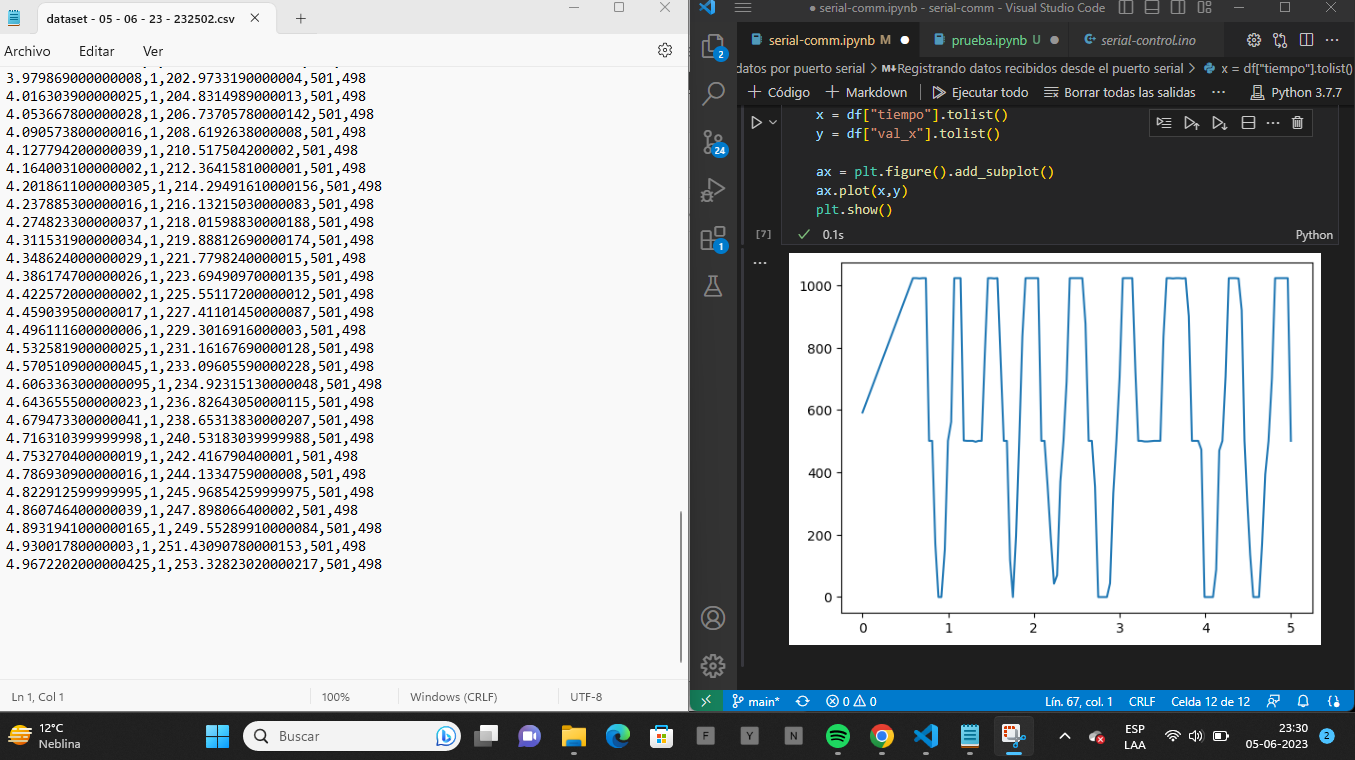 dataset - 05 - 06 - 23 - 232502.csv
Archivo Editar Ver
3.979869000000008,1,202.9733190000004,501,498
4.016303900000025,1,204.8314989000013,501,498
4.053667800000028,1,206.73705780000142,501,498
4.090573800000016,1,208.6192638000008,501,498
4.127794200000039,1,210.517504200002,501,498
4.164003100000002,1,212.3641581000001,501,498
4.2018611000000305,1,214.29491610000156,501,498
4.237885300000016,1,216.13215030000083,501,498
4.274823300000037,1,218.01598830000188,501,498
4.311531900000034,1,219.88812690000174,501,498
4.348624000000029,1,221.7798240000015,501,498
4.386174700000026,1,223.69490970000135,501,498
4.422572000000002,1,225.55117200000012,501,498
4.459039500000017,1,227.41101450000087,501,498
4.496111600000006,1,229.3016916000003,501,498
4.532581900000025,1,231.16167690000128,501,498
4.570510900000045,1,233.09605590000228,501,498
4.6063363000000095,1,234.92315130000048,501,498
4.643655500000023,1,236.82643050000115,501,498
4.679473300000041,1,238.65313830000207,501,498
4.716310399999998,1,240.53183039999988,501,498
4.753270400000019,1,242.416790400001,501,498
4.786930900000016,1,244.1334759000008,501,498
4.822912599999995,1,245.96854259999975,501,498
4.860746400000039,1,247.898066400002,501,498
4.8931941000000165,1,249.55289910000084,501,498
4.93001780000003,1,251.43090780000153,501,498
4.9672202000000425,1,253.32823020000217,501,498
Ln 1, Col 1 100% Windows (CRLF) UTF-8
● serial-comm.ipynb - serial-comm - Visual Studio Code
serial-comm.ipynb M ● prueba.ipynb U ● serial-control.ino
datos por puerto serial > M↓Registrando datos recibidos desde el puerto serial > x = df["tiempo"].tolist()
+ Código + Markdown Ejecutar todo Borrar todas las salidas ··· Python 3.7.7
x = df["tiempo"].tolist()
y = df["val_x"].tolist()
ax = plt.figure().add_subplot()
ax.plot(x,y)
plt.show()
[7] ✓ 0.1s Python
2
24
1
1000
800
600
400
200
0
0 1 2 3 4 5
main* 0 0 Lín. 67, col. 1 CRLF Celda 12 de 12
12°C
Neblina
Buscar
F Y N
ESP
LAA
23:30
05-06-2023
2